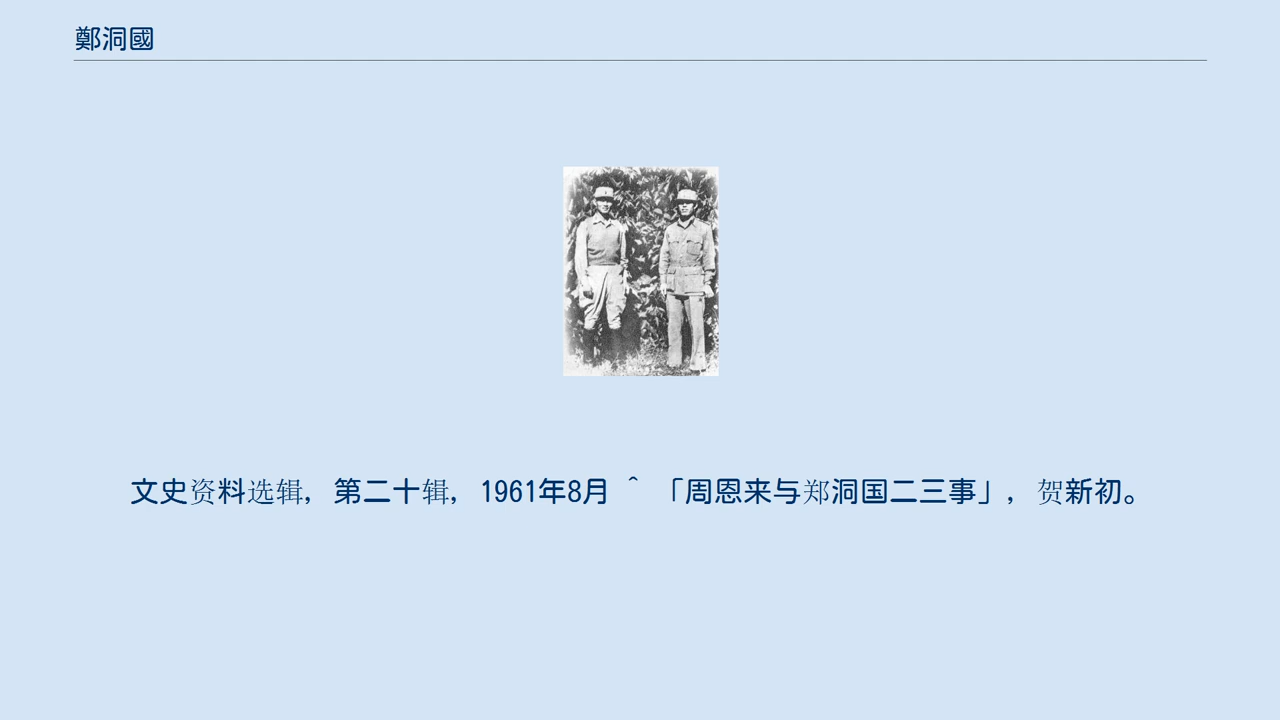 鄭洞國
文史资料选辑, 第二十辑, 1961年8月 ^ 「周恩来与郑洞国二三事」, 贺新初。